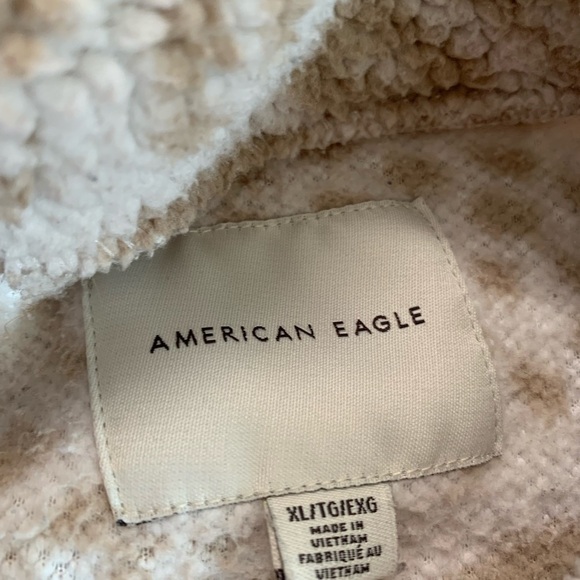 AMERICAN EAGLE
XL/TG/EXG
MADE IN
VIETNAM
FABRIQUÉ AU
VIETNAM